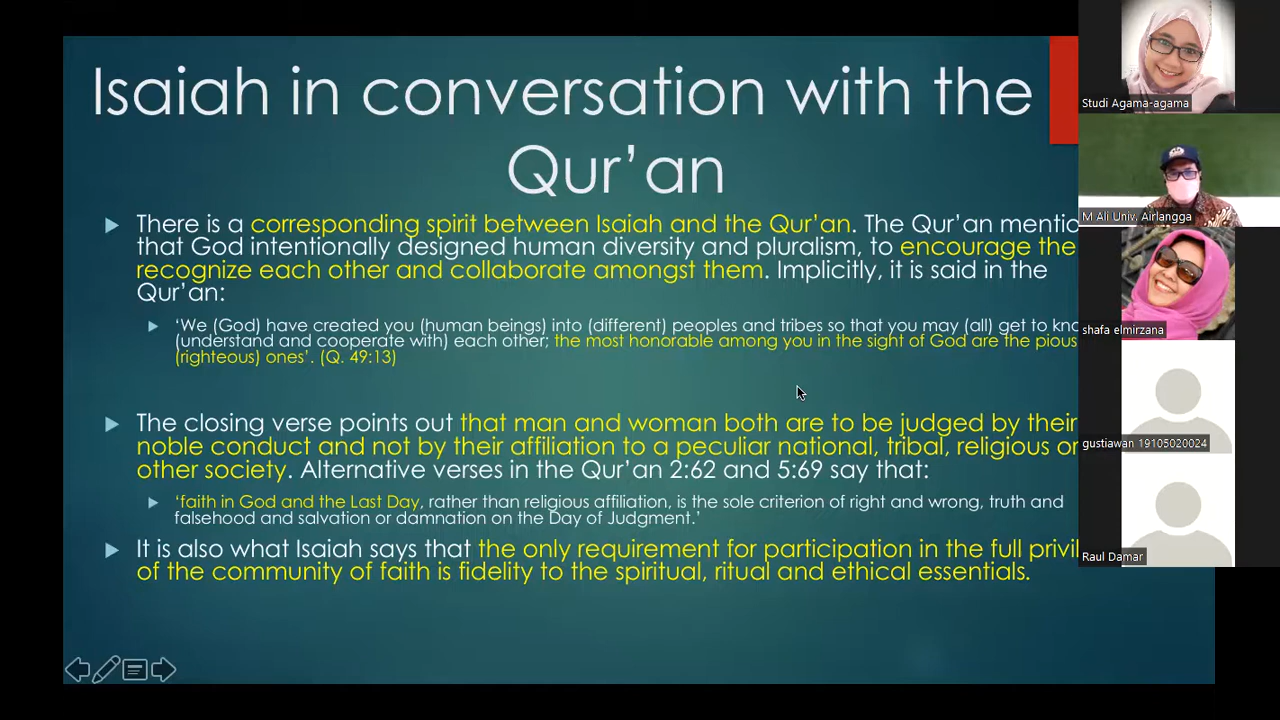 Isaiah in conversation with the
Qur’an
There is a corresponding spirit between Isaiah and the Qur’an. The Qur’an
that God intentionally designed human diversity and pluralism, to encourage the
recognize each other and collaborate amongst them. Implicitly, it is said in the
Qur’an:
‘We (God) have created you (human beings) into (different) peoples and tribes so that you may (all) get to
(understand and cooperate with) each other; the most honorable among you in the sight of God are the pious
(righteous) ones’. (Q. 49:13)
The closing verse points out that man and woman both are to be judged by their
noble conduct and not by their affiliation to a peculiar national, tribal, religious or
other society. Alternative verses in the Qur’an 2:62 and 5:69 say that:
‘faith in God and the Last Day, rather than religious affiliation, is the sole criterion of right and wrong, truth and
falsehood and salvation or damnation on the Day of Judgment.’
It is also what Isaiah says that the only requirement for participation in the full
of the community of faith is fidelity to the spiritual, ritual and ethical essentials.
Studi Agama-agama
M Ali Univ. Airlangga
shafa elmirzana
gustiawan 19105020024
Raul Damar